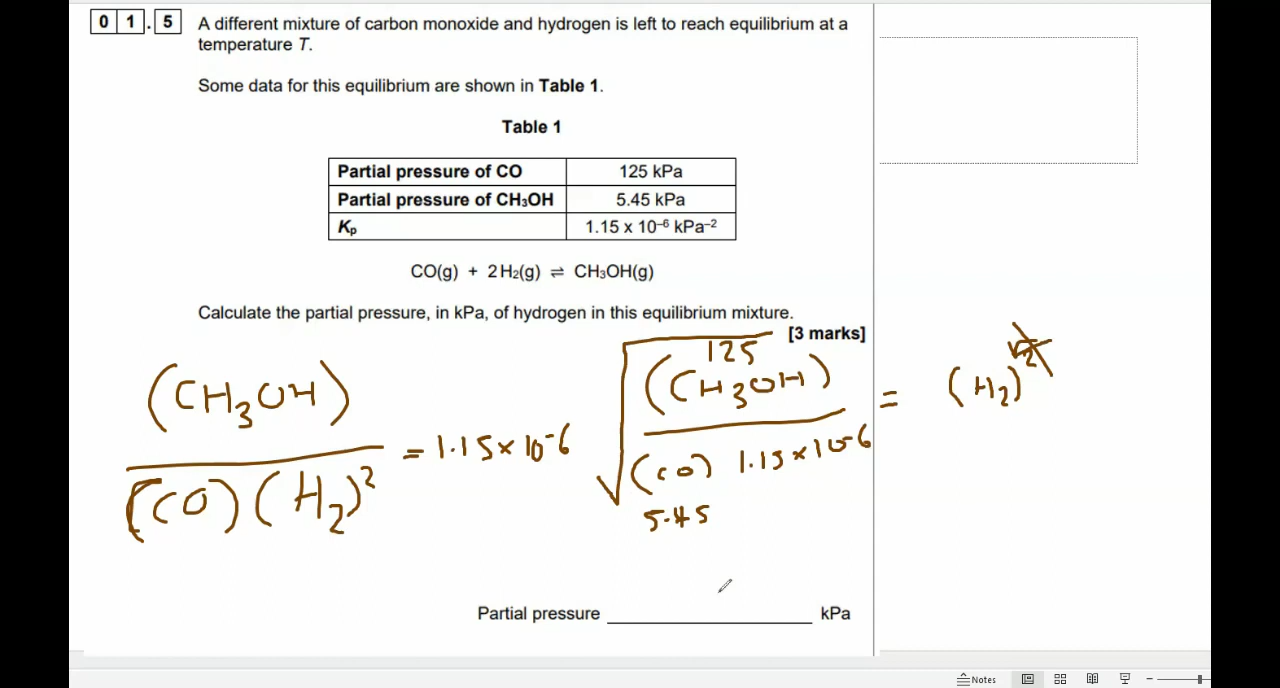 0 1 . 5 A different mixture of carbon monoxide and hydrogen is left to reach equilibrium at a
temperature T.
Some data for this equilibrium are shown in Table 1.
Table 1
Partial pressure of CO 125 kPa
Partial pressure of CH₃OH 5.45 kPa
Kₚ 1.15 x 10⁻⁶ kPa⁻²
CO(g) + 2H₂(g) ⇌ CH₃OH(g)
Calculate the partial pressure, in kPa, of hydrogen in this equilibrium mixture.
[3 marks]
(CH₃OH)
(CO) (H₂)²
= 1.15 × 10⁻⁶
125
√ (CH₃OH)
(CO) 1.15 × 10⁻⁶
5.45
= (H₂)
Partial pressure kPa
Notes